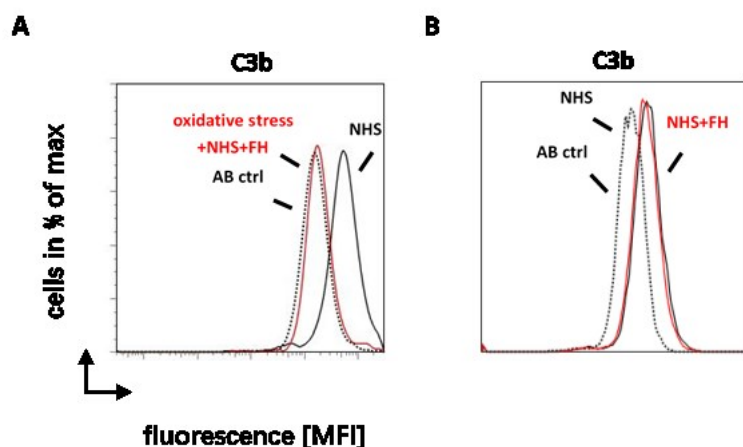 A
C3b
oxidative stress
+NHS+FH
AB ctrl
NHS
cells in % of max
fluorescence [MFI]
B
C3b
NHS
AB ctrl
NHS+FH